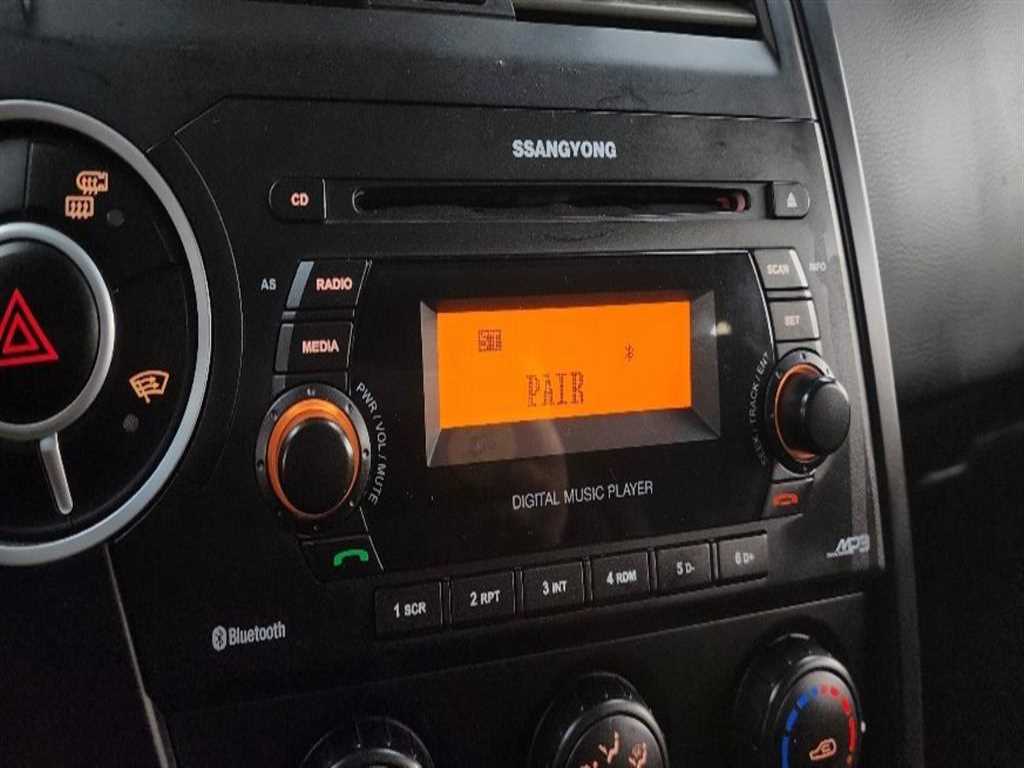 SSANGYONG
CD
AS RADIO
SCAN INFO
MEDIA
SET
PAIR
PWR / VOL / MUTE
SEEK / TRACK / ENT
DIGITAL MUSIC PLAYER
MP3
1 SCR 2 RPT 3 INT 4 RDM 5 D- 6 D+
Bluetooth